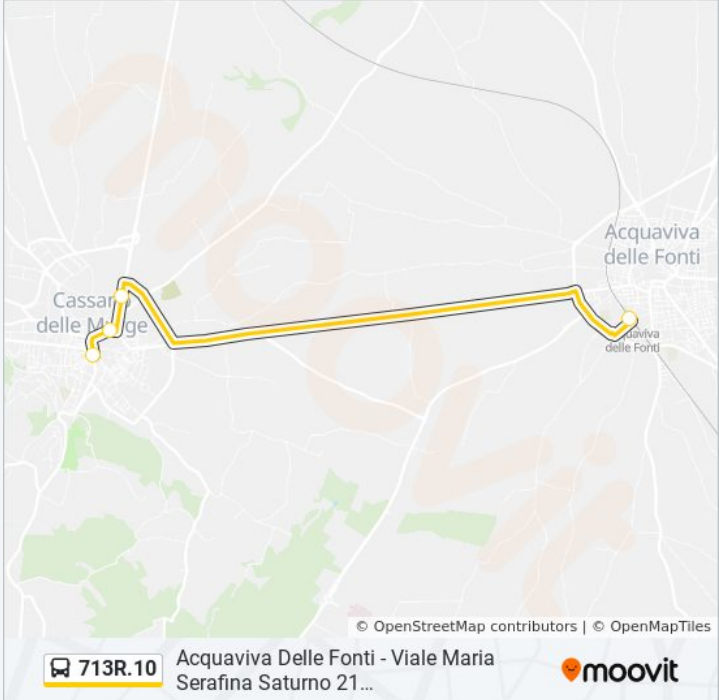 moovit
Acquaviva
delle Fonti
Cassano
delle Murge
delle Fonti
© OpenStreetMap contributors | © OpenMapTiles
713R.10
Acquaviva Delle Fonti - Viale Maria
Serafina Saturno 21...
moovit